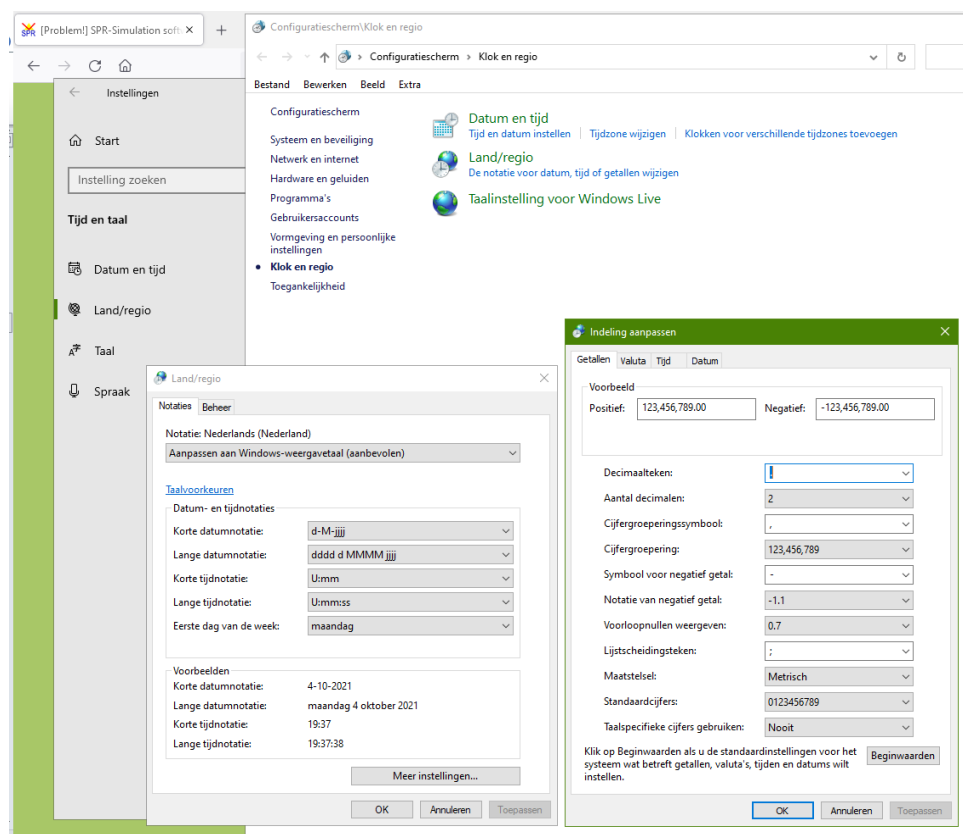 [Problem!] SPR-Simulation soft
Configuratiescherm\Klok en regio
Configuratiescherm > Klok en regio
Bestand Bewerken Beeld Extra
Instellingen
Start
Instelling zoeken
Tijd en taal
Datum en tijd
Land/regio
Taal
Spraak
Configuratiescherm
Systeem en beveiliging
Netwerk en internet
Hardware en geluiden
Programma's
Gebruikersaccounts
Vormgeving en persoonlijke
instellingen
Klok en regio
Toegankelijkheid
Datum en tijd
Tijd en datum instellen Tijdzone wijzigen Klokken voor verschillende tijdzones toevoegen
Land/regio
De notatie voor datum, tijd of getallen wijzigen
Taalinstelling voor Windows Live
Land/regio
Notaties Beheer
Notatie: Nederlands (Nederland)
Aanpassen aan Windows-weergavetaal (aanbevolen)
Taalvoorkeuren
Datum- en tijdnotaties
Korte datumnotatie: d-M-jjjj
Lange datumnotatie: dddd d MMMM jjjj
Korte tijdnotatie: U:mm
Lange tijdnotatie: U:mm:ss
Eerste dag van de week: maandag
Voorbeelden
Korte datumnotatie: 4-10-2021
Lange datumnotatie: maandag 4 oktober 2021
Korte tijdnotatie: 19:37
Lange tijdnotatie: 19:37:38
Meer instellingen...
OK Annuleren Toepassen
Indeling aanpassen
Getallen Valuta Tijd Datum
Voorbeeld
Positief: 123,456,789.00 Negatief: -123,456,789.00
Decimaalteken: .
Aantal decimalen: 2
Cijfergroeperingssymbool: ,
Cijfergroepering: 123,456,789
Symbool voor negatief getal: -
Notatie van negatief getal: -1.1
Voorloopnullen weergeven: 0.7
Lijstscheidingsteken: ;
Maatstelsel: Metrisch
Standaardcijfers: 0123456789
Taalspecifieke cijfers gebruiken: Nooit
Klik op Beginwaarden als u de standaardinstellingen voor het
systeem wat betreft getallen, valuta's, tijden en datums wilt
instellen.
Beginwaarden
OK Annuleren Toepassen